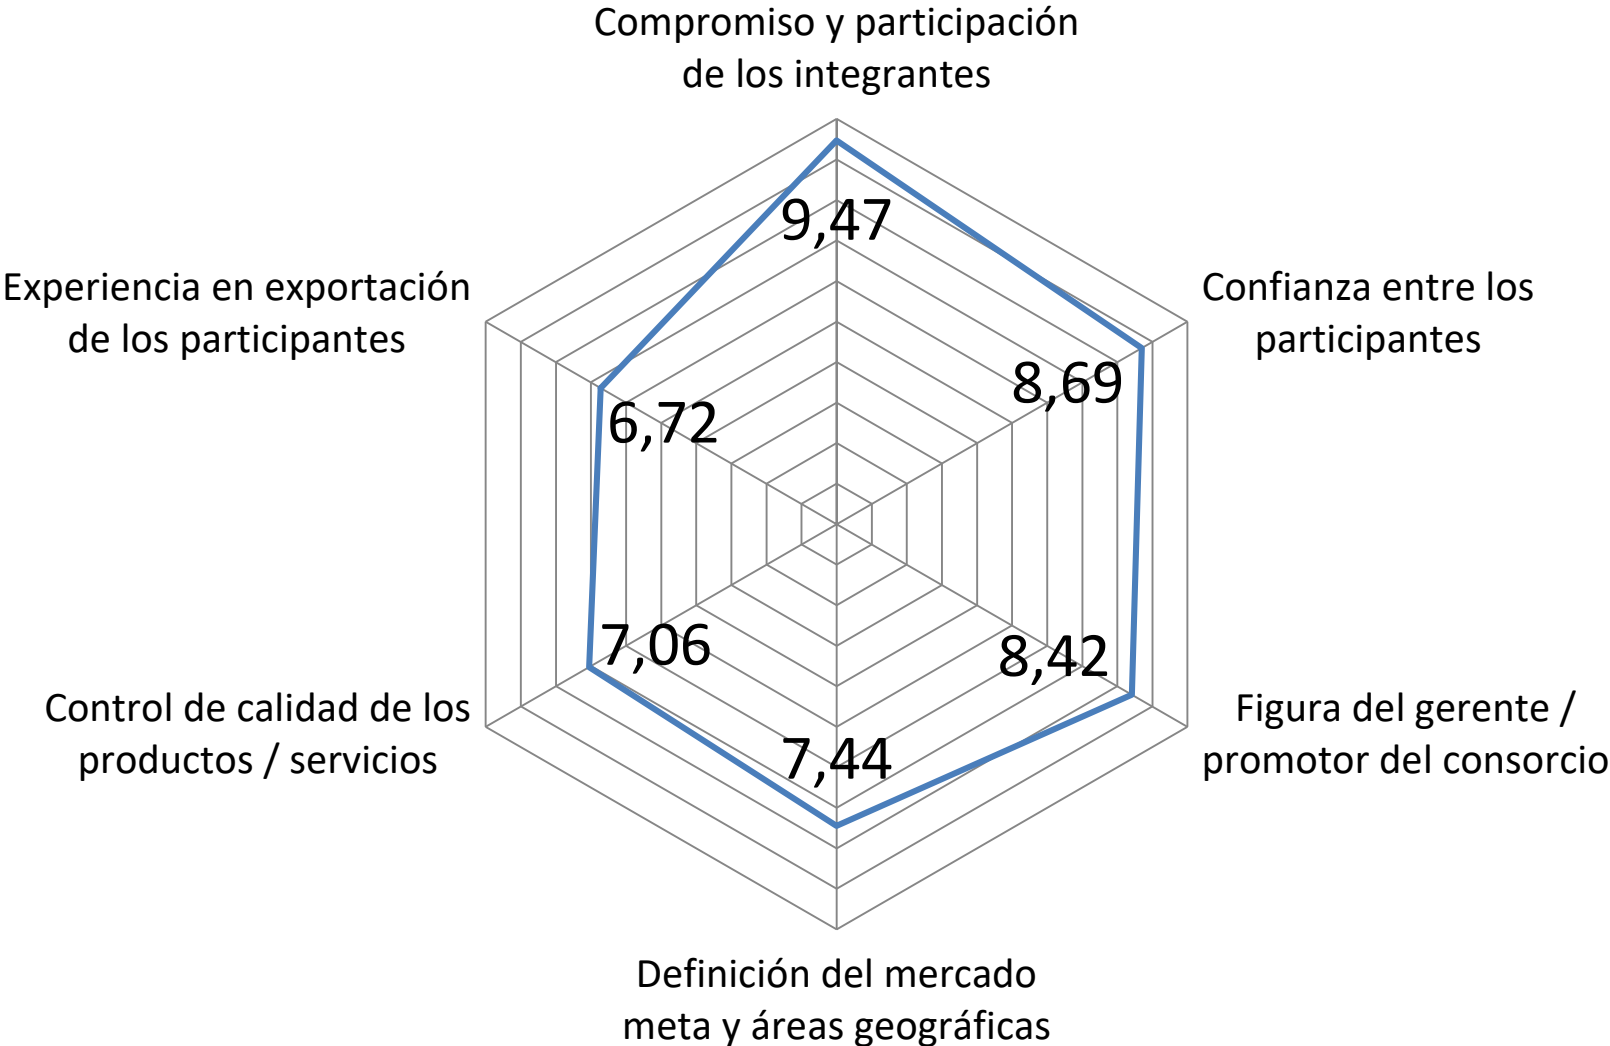 Compromiso y participación
de los integrantes
9,47
Experiencia en exportación
de los participantes
Confianza entre los
participantes
8,69
6,72
7,06
8,42
Control de calidad de los
productos / servicios
Figura del gerente /
promotor del consorcio
7,44
Definición del mercado
meta y áreas geográficas